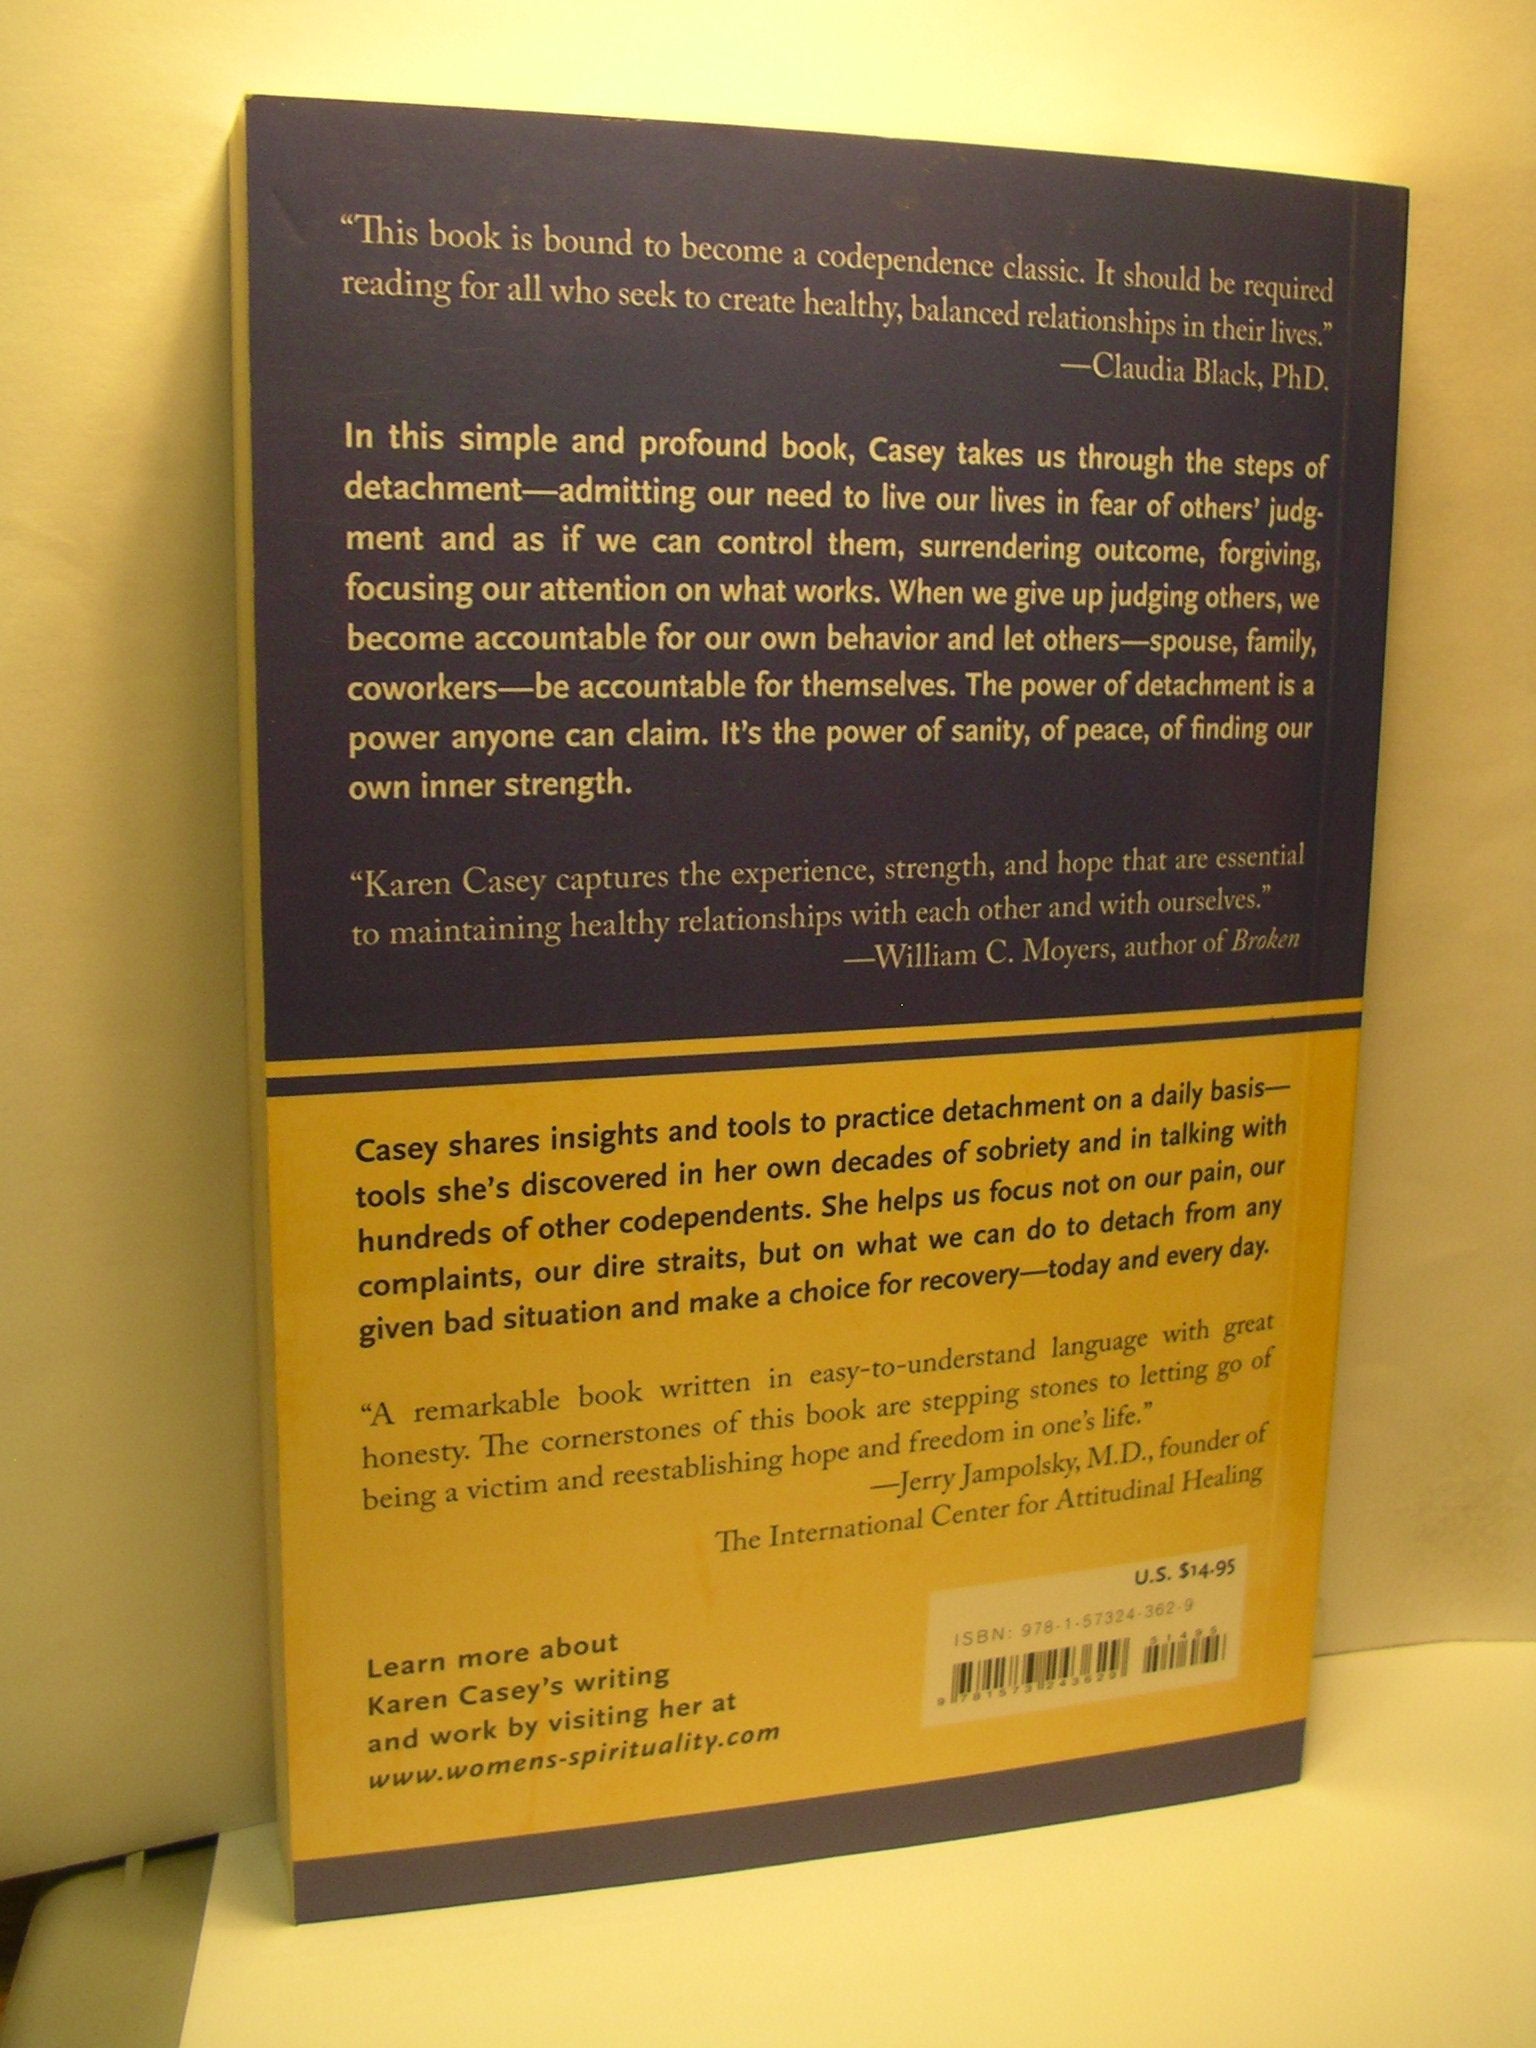 “This book is bound to become a codependence classic. It should be required
reading for all who seek to create healthy, balanced relationships in their lives.”
—Claudia Black, PhD.
In this simple and profound book, Casey takes us through the steps of
detachment—admitting our need to live our lives in fear of others’ judg-
ment and as if we can control them, surrendering outcome, forgiving,
focusing our attention on what works. When we give up judging others, we
become accountable for our own behavior and let others—spouse, family,
coworkers—be accountable for themselves. The power of detachment is a
power anyone can claim. It’s the power of sanity, of peace, of finding our
own inner strength.
“Karen Casey captures the experience, strength, and hope that are essential
to maintaining healthy relationships with each other and with ourselves.”
—William C. Moyers, author of Broken
Casey shares insights and tools to practice detachment on a daily basis—
tools she’s discovered in her own decades of sobriety and in talking with
hundreds of other codependents. She helps us focus not on our pain, our
complaints, our dire straits, but on what we can do to detach from any
given bad situation and make a choice for recovery—today and every day.
“A remarkable book written in easy-to-understand language with great
honesty. The cornerstones of this book are stepping stones to letting go of
being a victim and reestablishing hope and freedom in one’s life.”
—Jerry Jampolsky, M.D., founder of
The International Center for Attitudinal Healing
Learn more about
Karen Casey’s writing
and work by visiting her at
www.womens-spirituality.com
U.S. $14.95
ISBN: 978-1-57324-362-9
51495
9781573243629